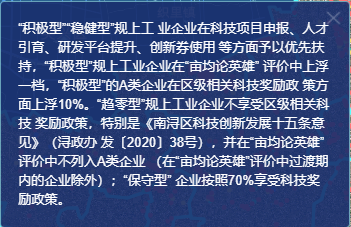 “积极型”“稳健型”规上工 业企业在科技项目申报、人才
引育、研发平台提升、创新券使用 等方面予以优先扶
持，“积极型”规上工业企业在“亩均论英雄” 评价中上浮
一档，“积极型”的A类企业在区级相关科技奖励政 策方
面上浮10%。“趋零型”规上工业企业不享受区级相关科
技 奖励政策，特别是《南浔区科技创新发展十五条意
见》（浔政办 发〔2020〕38号），并在“亩均论英雄”
评价中不列入A类企业 （在“亩均论英雄”评价中过渡期
内的企业除外）；“保守型” 企业按照70%享受科技奖
励政策。